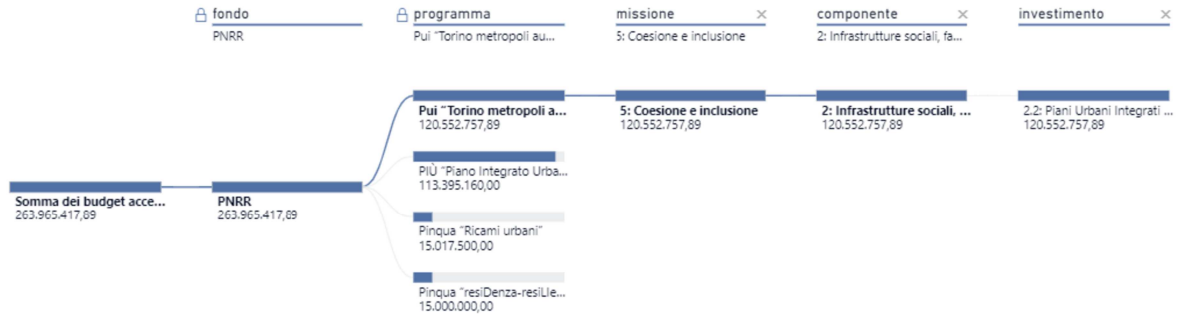 fondo programma missione componente investimento
PNRR Pui "Torino metropoli au... 5: Coesione e inclusione 2: Infrastrutture sociali, fa...
Pui "Torino metropoli a... 5: Coesione e inclusione 2: Infrastrutture sociali, ... 2.2: Piani Urbani Integrati ...
120.552.757,89 120.552.757,89 120.552.757,89 120.552.757,89
PIÙ "Piano Integrato Urba...
113.395.160,00
Somma dei budget acce... PNRR
263.965.417,89 263.965.417,89
Pinqua "Ricami urbani"
15.017.500,00
Pinqua "resiDenza-resiLIe...
15.000.000,00